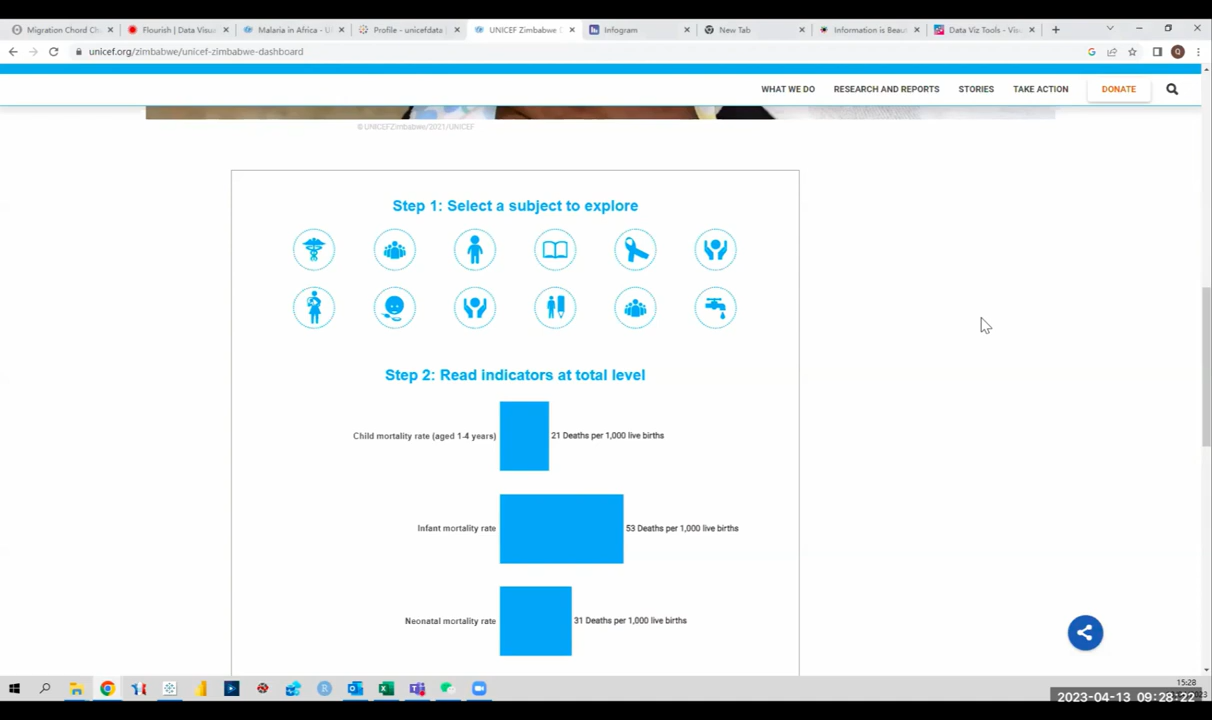 Migration Chord Ch
Flourish | Data Visua
Malaria in Africa - U
Profile - unicefdata |
UNICEF Zimbabwe D
Infogram
New Tab
Information is Beau
Data Viz Tools - Vis
unicef.org/zimbabwe/unicef-zimbabwe-dashboard
WHAT WE DO RESEARCH AND REPORTS STORIES TAKE ACTION DONATE
© UNICEFZimbabwe/2021/UNICEF
Step 1: Select a subject to explore
Step 2: Read indicators at total level
Child mortality rate (aged 1-4 years) 21 Deaths per 1,000 live births
Infant mortality rate 53 Deaths per 1,000 live births
Neonatal mortality rate 31 Deaths per 1,000 live births
15:28
2023-04-13 09:28:22